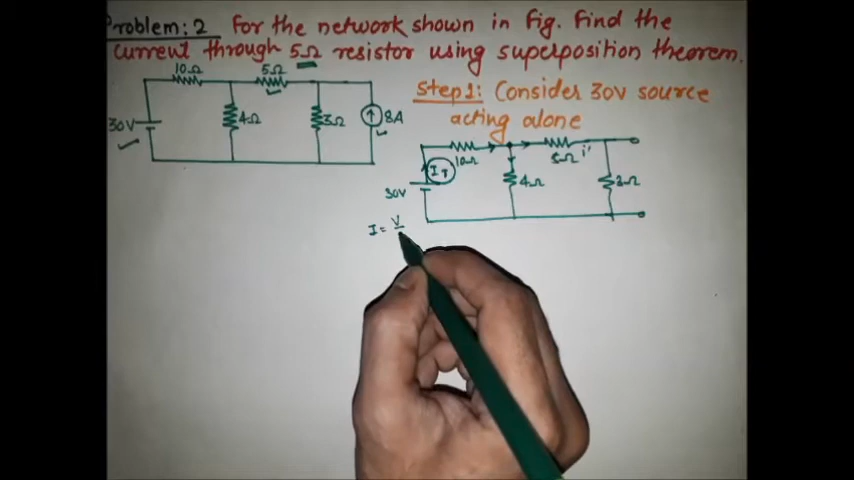 Problem: 2 For the network shown in Fig. Find the
current through 5Ω resistor using superposition theorem.
10Ω 5Ω
30V 4Ω 3Ω 8A
Step1: Consider 30V source
acting alone
10Ω 5Ω i'
IT
30V 4Ω 3Ω
I = V